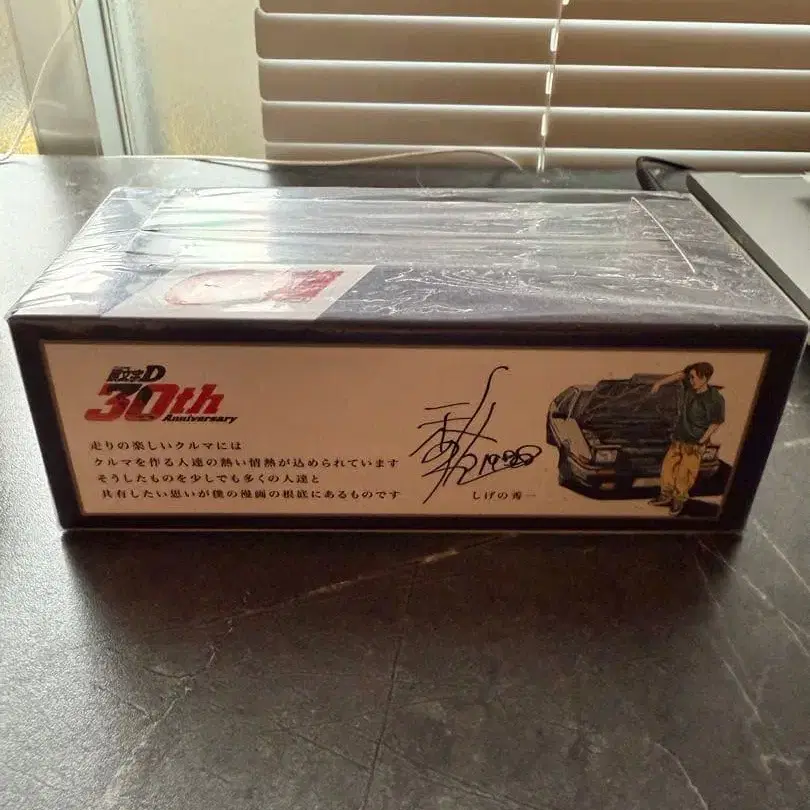 頭文字D
30th
Anniversary
走りの楽しいクルマには
クルマを作る人達の熱い情熱が込められています
そうしたものを少しでも多くの人達と
共有したい思いが僕の漫画の根底にあるものです
しげの秀一